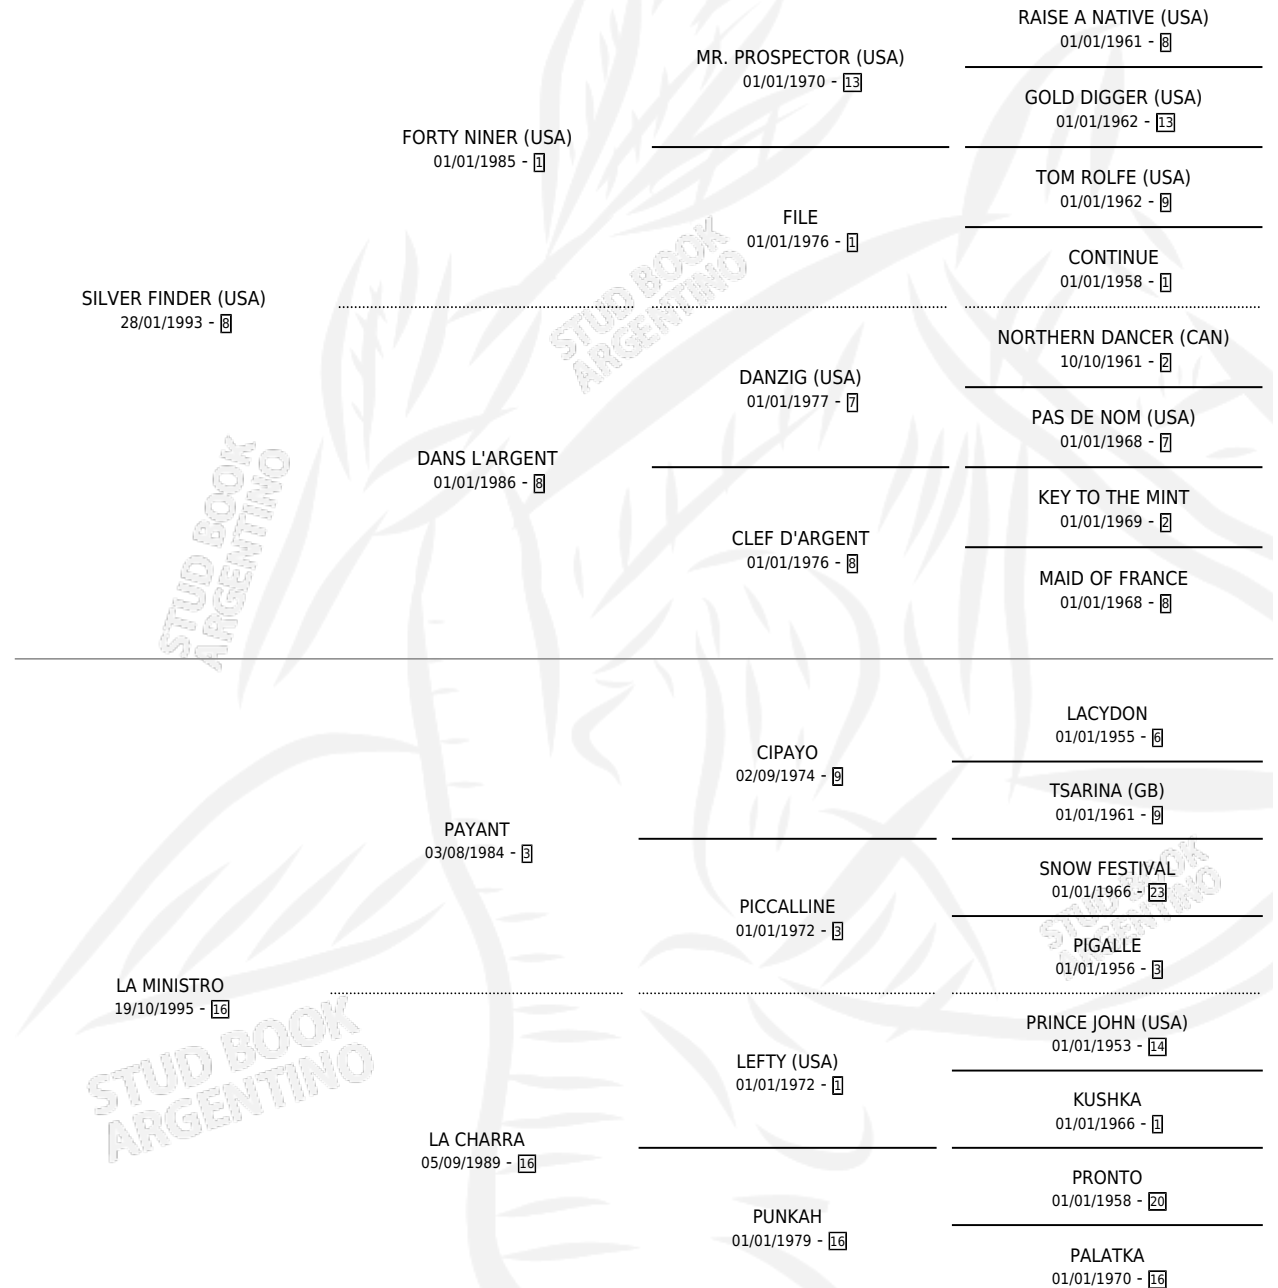 RAISE A NATIVE (USA)
01/01/1961 - 8
MR. PROSPECTOR (USA)
01/01/1970 - 13
GOLD DIGGER (USA)
01/01/1962 - 13
FORTY NINER (USA)
01/01/1985 - 1
TOM ROLFE (USA)
01/01/1962 - 9
FILE
01/01/1976 - 1
CONTINUE
01/01/1958 - 1
SILVER FINDER (USA)
28/01/1993 - 8
NORTHERN DANCER (CAN)
10/10/1961 - 2
DANZIG (USA)
01/01/1977 - 7
PAS DE NOM (USA)
01/01/1968 - 7
DANS L'ARGENT
01/01/1986 - 8
KEY TO THE MINT
01/01/1969 - 2
CLEF D'ARGENT
01/01/1976 - 8
MAID OF FRANCE
01/01/1968 - 8
LACYDON
01/01/1955 - 6
CIPAYO
02/09/1974 - 9
TSARINA (GB)
01/01/1961 - 9
PAYANT
03/08/1984 - 3
SNOW FESTIVAL
01/01/1966 - 23
PICCALLINE
01/01/1972 - 3
PIGALLE
01/01/1956 - 3
LA MINISTRO
19/10/1995 - 16
PRINCE JOHN (USA)
01/01/1953 - 14
LEFTY (USA)
01/01/1972 - 1
KUSHKA
01/01/1966 - 1
LA CHARRA
05/09/1989 - 16
PRONTO
01/01/1958 - 20
PUNKAH
01/01/1979 - 16
PALATKA
01/01/1970 - 16
STUD BOOK
ARGENTINO
STUD BOOK
ARGENTINO
STUD BOOK
ARGENTINO
STUD BOOK
ARGENTINO